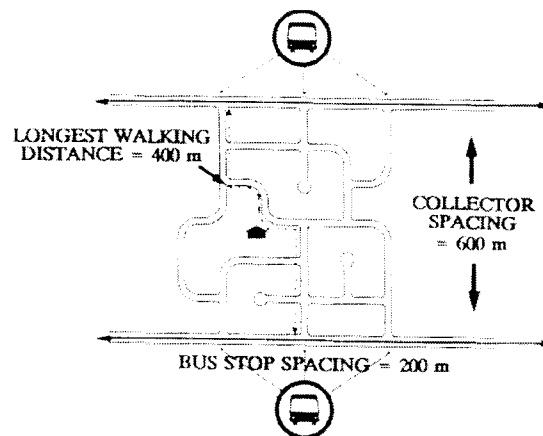 LONGEST WALKING
DISTANCE = 400 m
COLLECTOR
SPACING
= 600 m
BUS STOP SPACING = 200 m